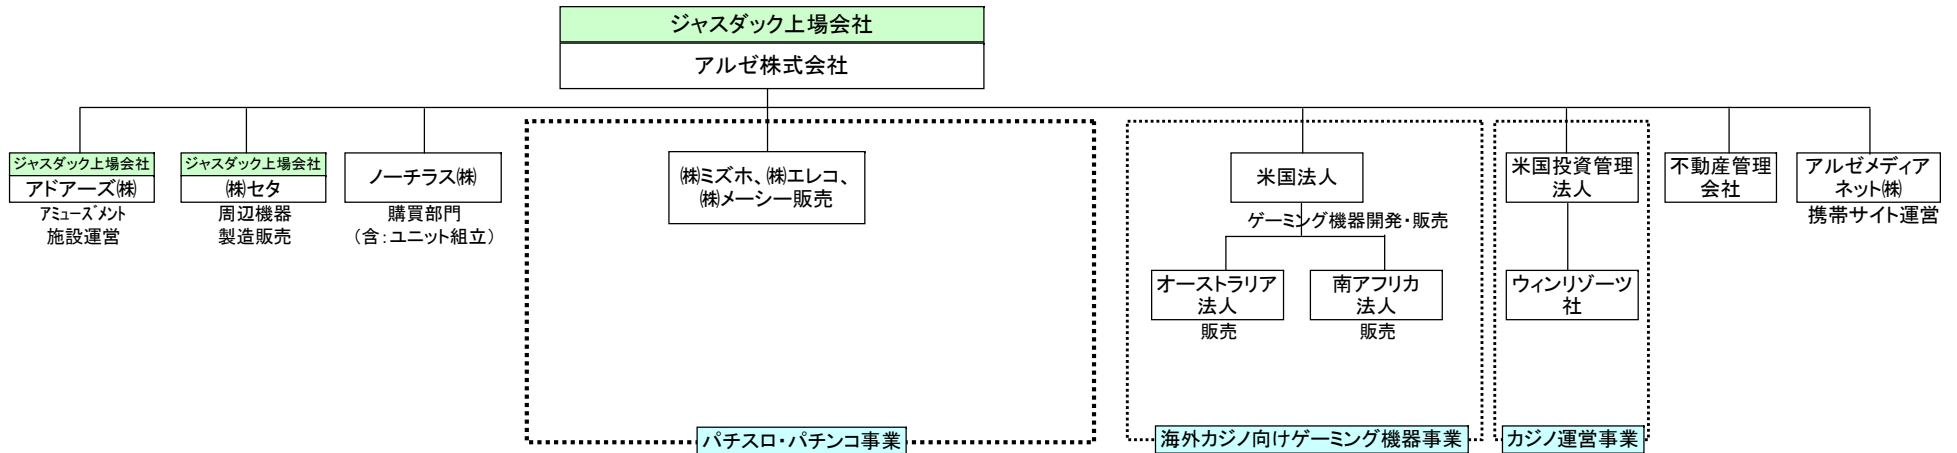 ジャスダック上場会社
アルゼ株式会社
ジャスダック上場会社
アドアーズ㈱
アミューズメント
施設運営
ジャスダック上場会社
㈱セタ
周辺機器
製造販売
ノーチラス㈱
購買部門
（含：ユニット組立）
㈱ミズホ、㈱エレコ、
㈱メーシー販売
パチスロ・パチンコ事業
米国法人
ゲーミング機器開発・販売
オーストラリア
法人
販売
南アフリカ
法人
販売
海外カジノ向けゲーミング機器事業
米国投資管理
法人
ウィンリゾーツ
社
カジノ運営事業
不動産管理
会社
アルゼメディア
ネット㈱
携帯サイト運営